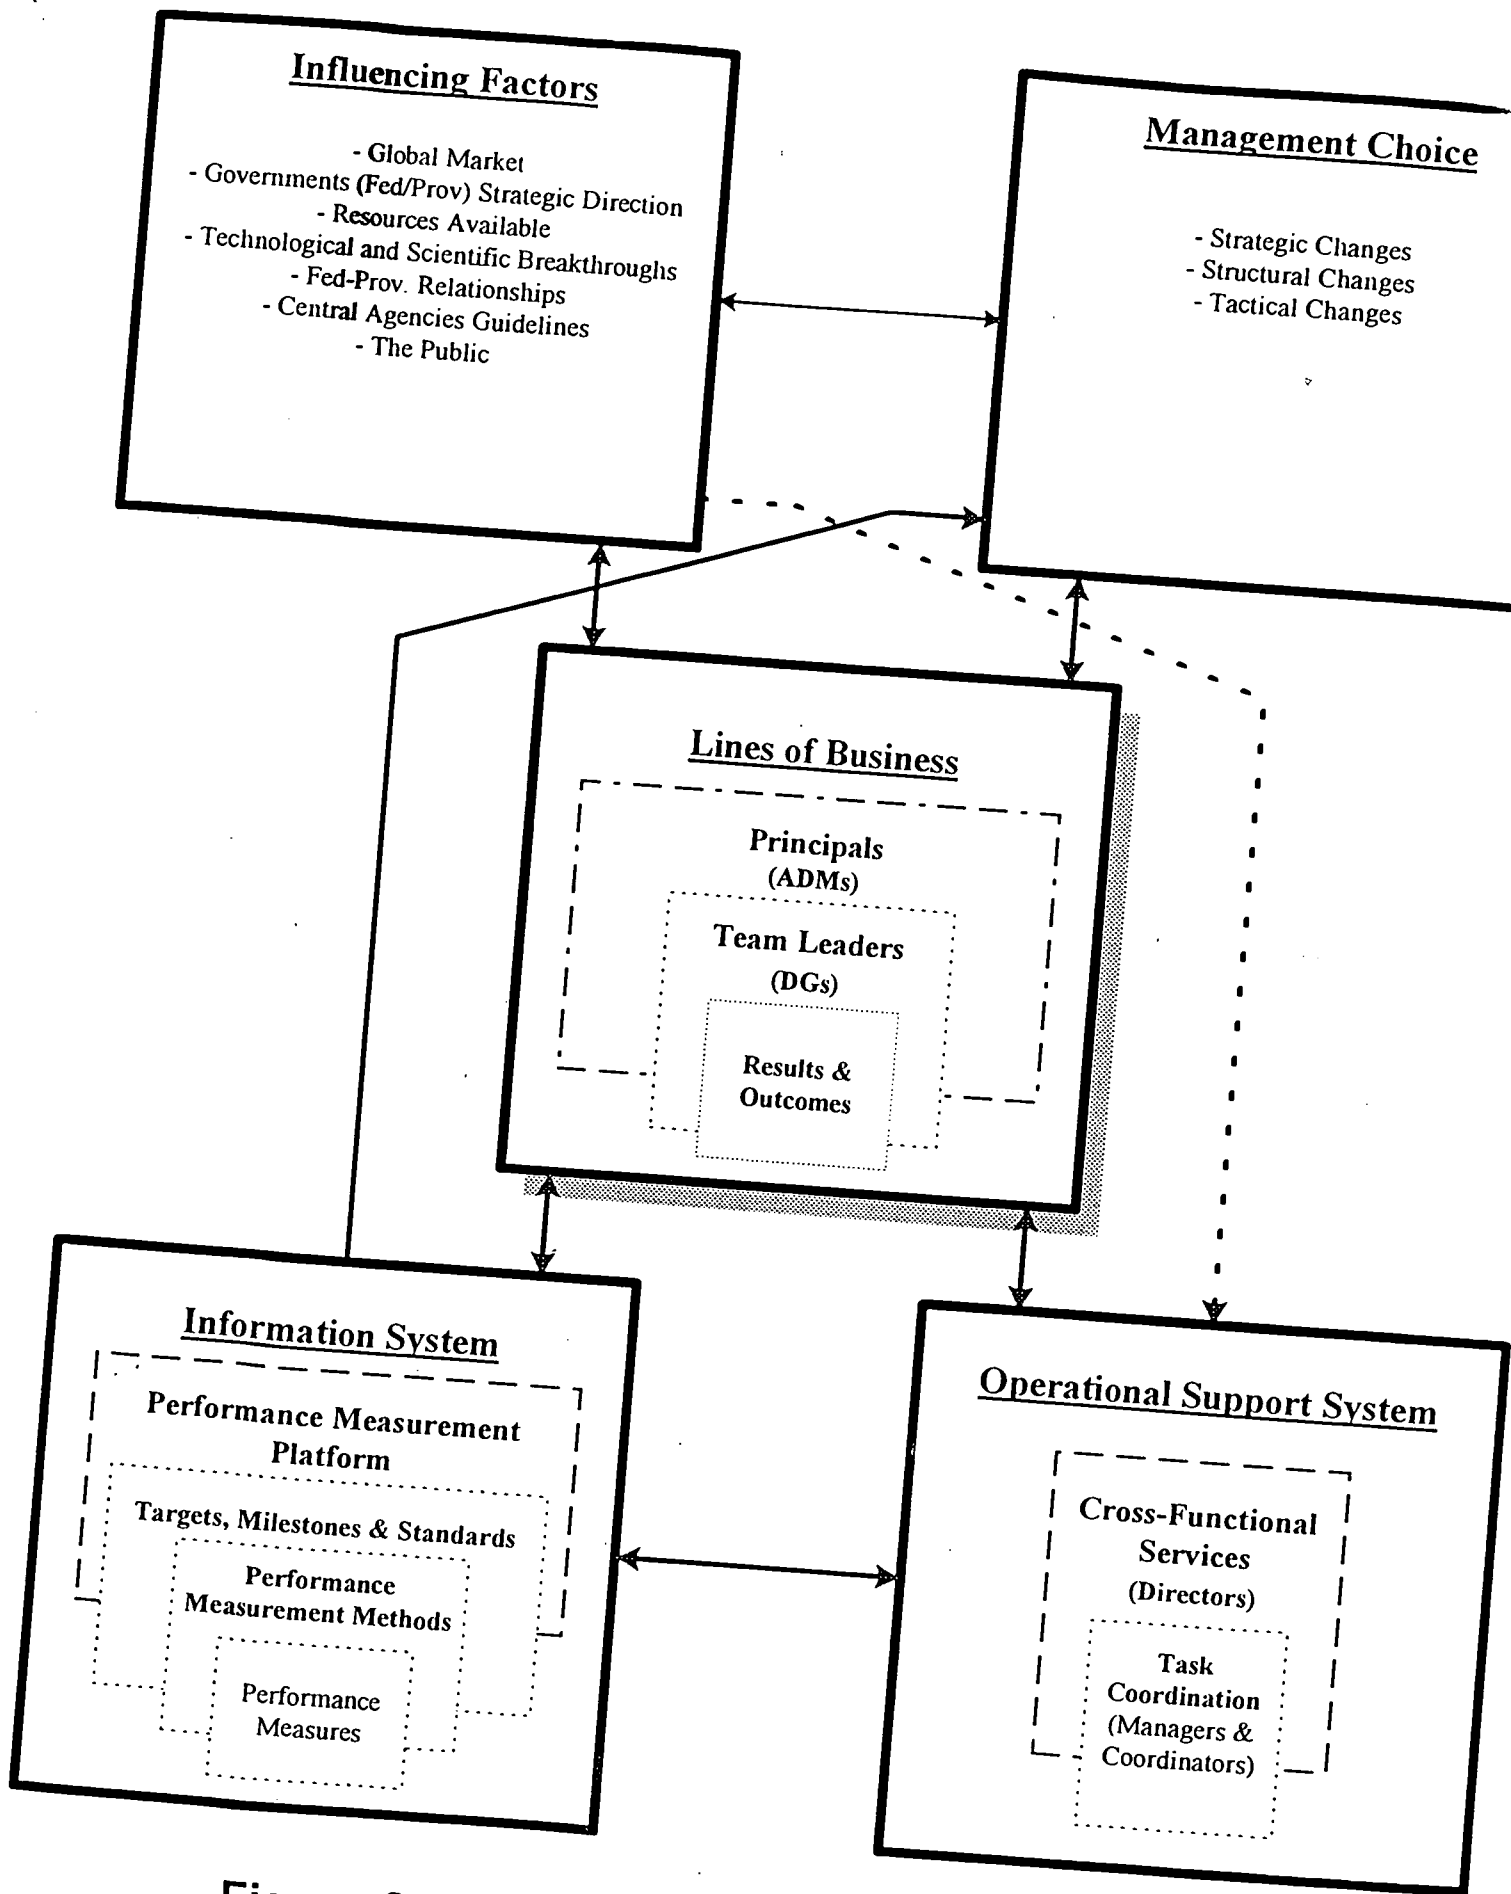 Influencing Factors
- Global Market
- Governments (Fed/Prov) Strategic Direction
- Resources Available
- Technological and Scientific Breakthroughs
- Fed-Prov. Relationships
- Central Agencies Guidelines
- The Public
Management Choice
- Strategic Changes
- Structural Changes
- Tactical Changes
Lines of Business
Principals
(ADMs)
Team Leaders
(DGs)
Results &
Outcomes
Information System
Performance Measurement
Platform
Targets, Milestones & Standards
Performance
Measurement Methods
Performance
Measures
Operational Support System
Cross-Functional
Services
(Directors)
Task
Coordination
(Managers &
Coordinators)